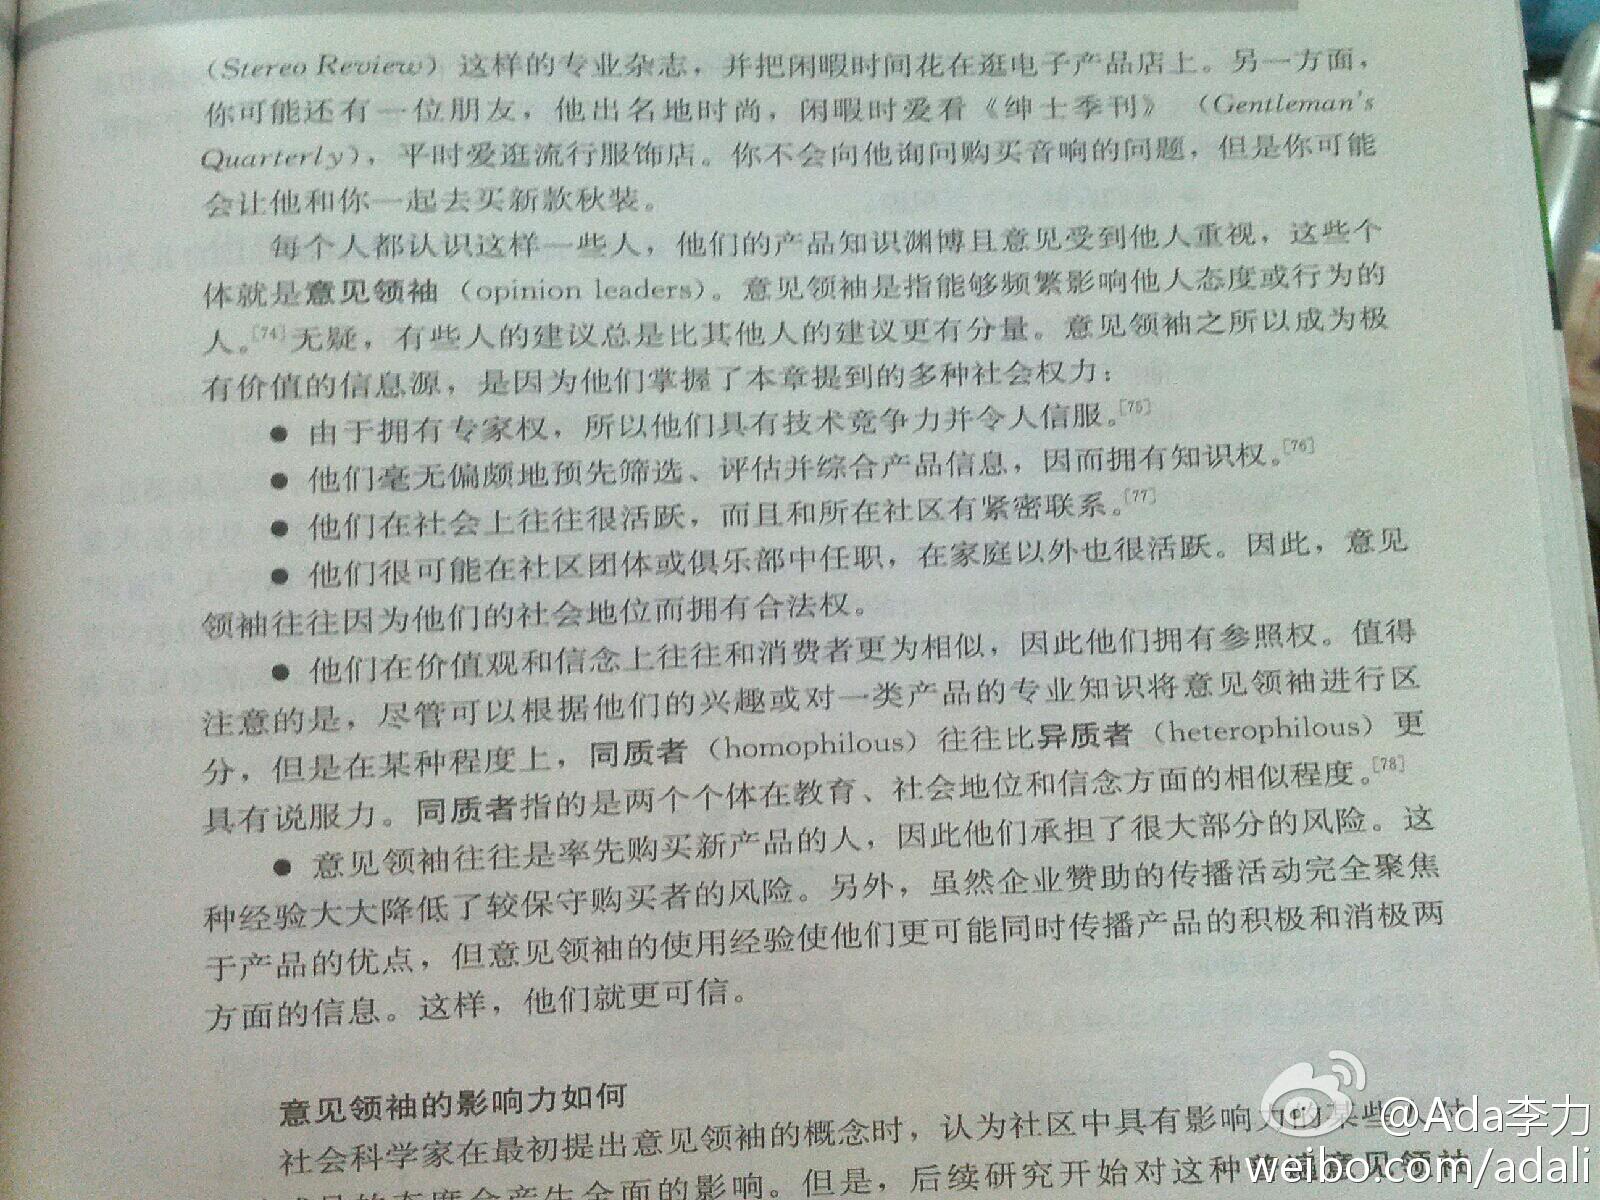 （Stereo Review）这样的专业杂志，并把闲暇时间花在逛电子产品店上。另一方面，
你可能还有一位朋友，他出名地时尚，闲暇时爱看《绅士季刊》（Gentleman's
Quarterly），平时爱逛流行服饰店。你不会向他询问购买音响的问题，但是你可能
会让他和你一起去买新款秋装。
每个人都认识这样一些人，他们的产品知识渊博且意见受到他人重视，这些个
体就是意见领袖（opinion leaders）。意见领袖是指能够频繁影响他人态度或行为的
人。[74]无疑，有些人的建议总是比其他人的建议更有分量。意见领袖之所以成为极
有价值的信息源，是因为他们掌握了本章提到的多种社会权力：
● 由于拥有专家权，所以他们具有技术竞争力并令人信服。[75]
● 他们毫无偏颇地预先筛选、评估并综合产品信息，因而拥有知识权。[76]
● 他们在社会上往往很活跃，而且和所在社区有紧密联系。[77]
● 他们很可能在社区团体或俱乐部中任职，在家庭以外也很活跃。因此，意见
领袖往往因为他们的社会地位而拥有合法权。
● 他们在价值观和信念上往往和消费者更为相似，因此他们拥有参照权。值得
注意的是，尽管可以根据他们的兴趣或对一类产品的专业知识将意见领袖进行区
分，但是在某种程度上，同质者（homophilous）往往比异质者（heterophilous）更
具有说服力。同质者指的是两个个体在教育、社会地位和信念方面的相似程度。[78]
● 意见领袖往往是率先购买新产品的人，因此他们承担了很大部分的风险。这
种经验大大降低了较保守购买者的风险。另外，虽然企业赞助的传播活动完全聚焦
于产品的优点，但意见领袖的使用经验使他们更可能同时传播产品的积极和消极两
方面的信息。这样，他们就更可信。
意见领袖的影响力如何
社会科学家在最初提出意见领袖的概念时，认为社区中具有影响力的某些人对
的态度会产生全面的影响。但是，后续研究开始对这种普遍意见领袖
@Ada李力
weibo.com/adali